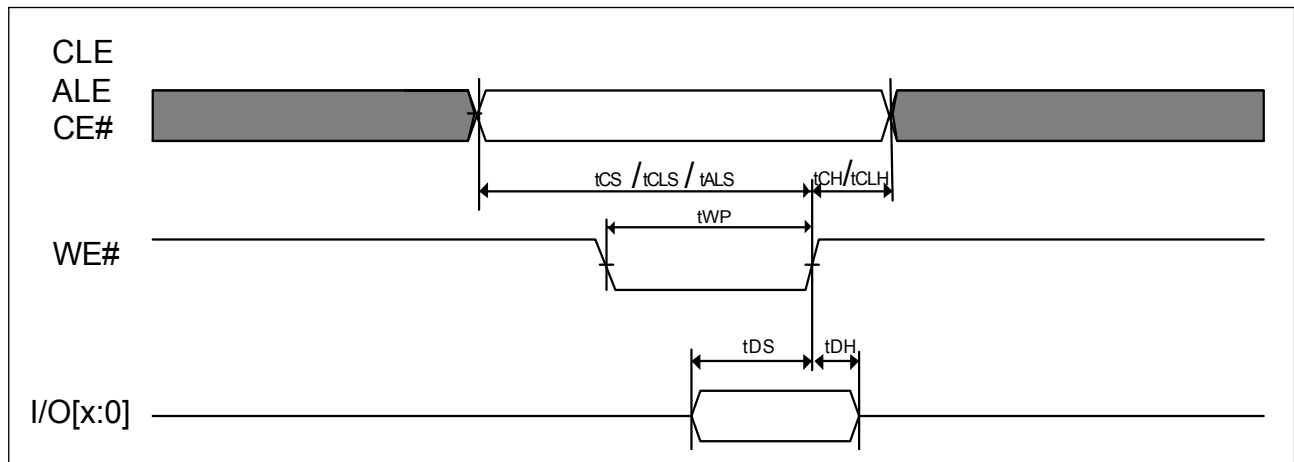 CLE
ALE
CE#
tCS /tCLS / tALS
tCH/tCLH
tWP
WE#
tDS
tDH
I/O[x:0]